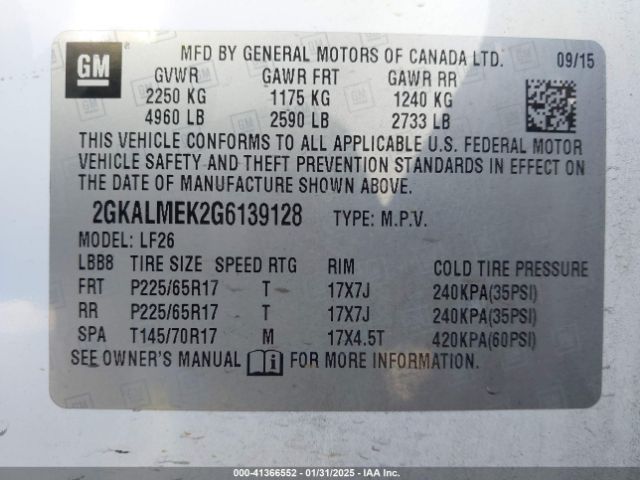 GM
MFD BY GENERAL MOTORS OF CANADA LTD. 09/15
GVWR GAWR FRT GAWR RR
2250 KG 1175 KG 1240 KG
4960 LB 2590 LB 2733 LB
THIS VEHICLE CONFORMS TO ALL APPLICABLE U.S. FEDERAL MOTOR
VEHICLE SAFETY AND THEFT PREVENTION STANDARDS IN EFFECT ON
THE DATE OF MANUFACTURE SHOWN ABOVE.
2GKALMEK2G6139128 TYPE: M.P.V.
MODEL: LF26
LBB8 TIRE SIZE SPEED RTG RIM COLD TIRE PRESSURE
FRT P225/65R17 T 17X7J 240KPA(35PSI)
RR P225/65R17 T 17X7J 240KPA(35PSI)
SPA T145/70R17 M 17X4.5T 420KPA(60PSI)
SEE OWNER'S MANUAL FOR MORE INFORMATION.
000-41366552 - 01/31/2025 - IAA Inc.